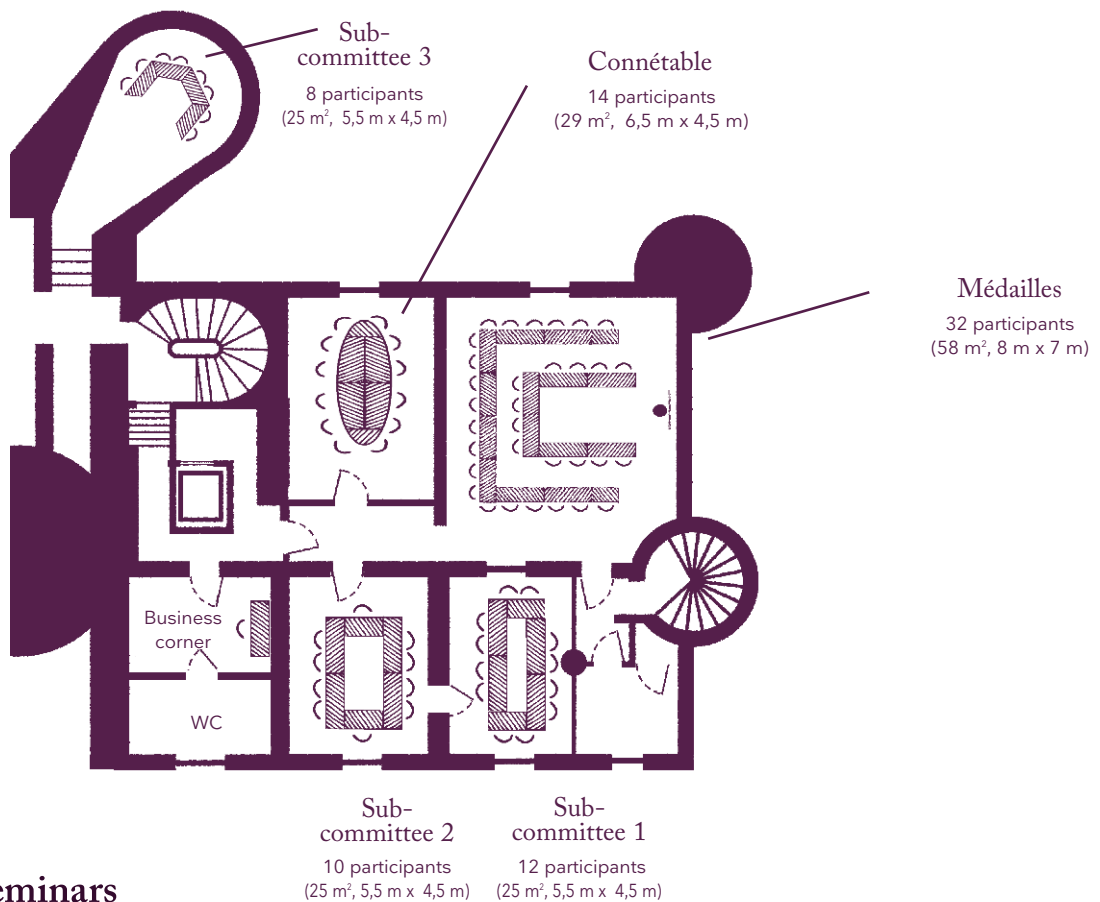 Sub-
committee 3
8 participants
(25 m², 5,5 m x 4,5 m)
Connétable
14 participants
(29 m², 6,5 m x 4,5 m)
Médailles
32 participants
(58 m², 8 m x 7 m)
Business
corner
WC
Sub-
committee 2
10 participants
(25 m², 5,5 m x 4,5 m)
Sub-
committee 1
12 participants
(25 m², 5,5 m x 4,5 m)
eminars